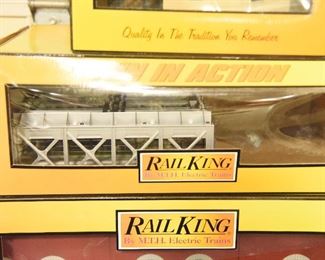 Quality In The Tradition You Remember
IN ACTION
RAILKING
By M.T.H. Electric Trains
RAILKING
By M.T.H. Electric Trains